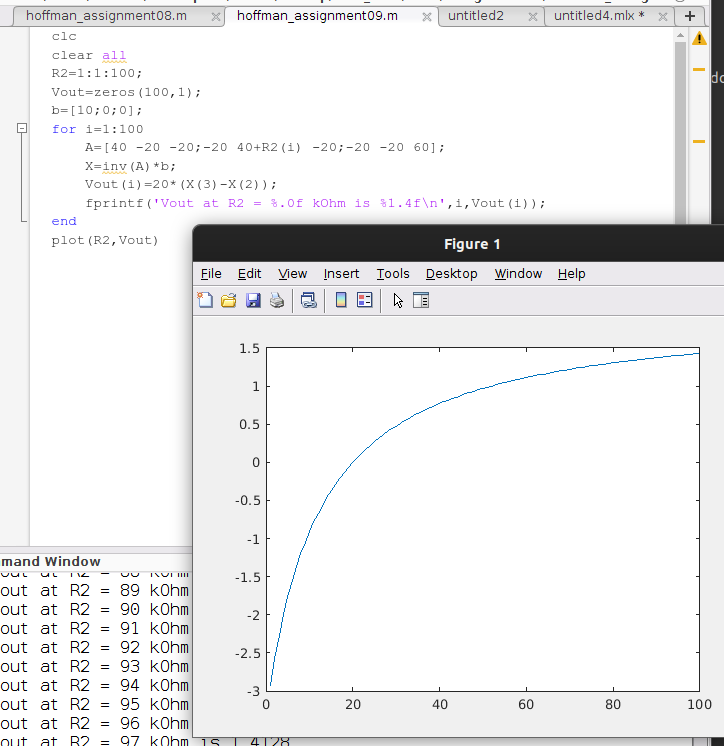 hoffman_assignment08.m × hoffman_assignment09.m × untitled2 × untitled4.mlx * × +
clc
clear all
R2=1:1:100;
Vout=zeros(100,1);
b=[10;0;0];
for i=1:100
A=[40 -20 -20;-20 40+R2(i) -20;-20 -20 60];
X=inv(A)*b;
Vout(i)=20*(X(3)-X(2));
fprintf('Vout at R2 = %.0f kOhm is %1.4f\n',i,Vout(i));
end
plot(R2,Vout)
Figure 1
File Edit View Insert Tools Desktop Window Help
1.5
1
0.5
0
-0.5
-1
-1.5
-2
-2.5
-3
0 20 40 60 80 100
mand Window
out at R2 = 88 kOhm
out at R2 = 89 kOhm
out at R2 = 90 kOhm
out at R2 = 91 kOhm
out at R2 = 92 kOhm
out at R2 = 93 kOhm
out at R2 = 94 kOhm
out at R2 = 95 kOhm
out at R2 = 96 kOhm
out at R2 = 97 kOhm is 1.4128